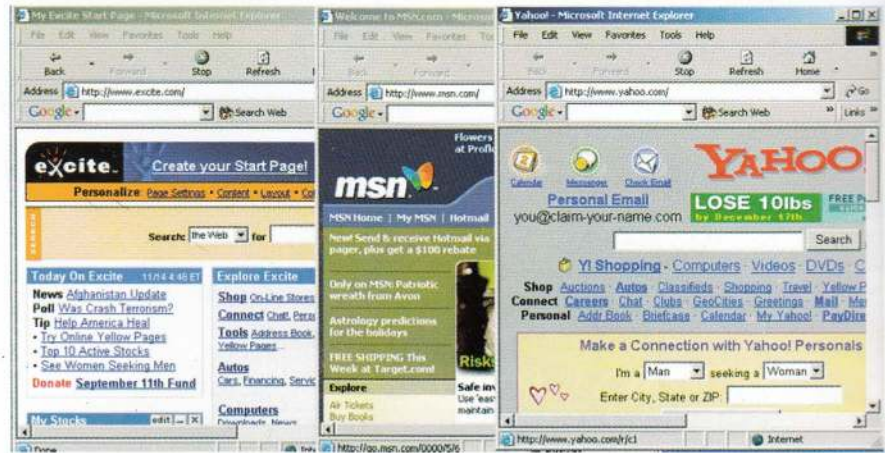 My Excite Start Page - Microsoft Internet Explorer
File Edit View Favorites Tools Help
Back Forward Stop Refresh
Address http://www.excite.com/
Google Search Web
excite Create your Start Page!
Personalize Page Settings • Content • Layout •
SEARCH
Search: the Web for
Today On Excite 11/14 4:46 ET
News Afghanistan Update
Poll Was Crash Terrorism?
Tip Help America Heal
• Try Online Yellow Pages
• Top 10 Active Stocks
• See Women Seeking Men
Donate September 11th Fund
My Stocks edit
Explore Excite
Shop On-Line Stores
Connect Chat, Pers
Tools Address Book,
Yellow Pages...
Autos
Cars, Financing, Servic
Computers
Downloads, News
Done
Welcome to MSN.com - Microso
File Edit View Favorites To
Back Forward Stop
Address http://www.msn.com/
Google
Flowers
at Profl
msn
MSN Home | My MSN | Hotmail
New! Send & receive Hotmail via
pager, plus get a $100 rebate
Only on MSN: Patriotic
wreath from Avon
Astrology predictions
for the holidays
FREE SHIPPING This
Week at Target.com!
Risks
Explore
Air Tickets
Buy Books
Safe inv
Use 'eas
maintain
http://go.msn.com/0000/5/6
Yahoo! - Microsoft Internet Explorer
File Edit View Favorites Tools Help
Back Forward Stop Refresh Home
Address http://www.yahoo.com/ Go
Google Search Web Links
Calendar Messenger Check Email
YAHOO
Personal Email
you@claim-your-name.com
LOSE 10lbs
by December 17th
FREE P
Search
Y! Shopping - Computers · Videos · DVDs · C
Shop Auctions · Autos · Classifieds · Shopping · Travel · Yellow P
Connect Careers · Chat · Clubs · GeoCities · Greetings · Mail · Me
Personal Addr Book · Briefcase · Calendar · My Yahoo! · PayDire
Make a Connection with Yahoo! Personals
I'm a Man seeking a Woman
Enter City, State or ZIP:
http://www.yahoo.com/r/c1 Internet